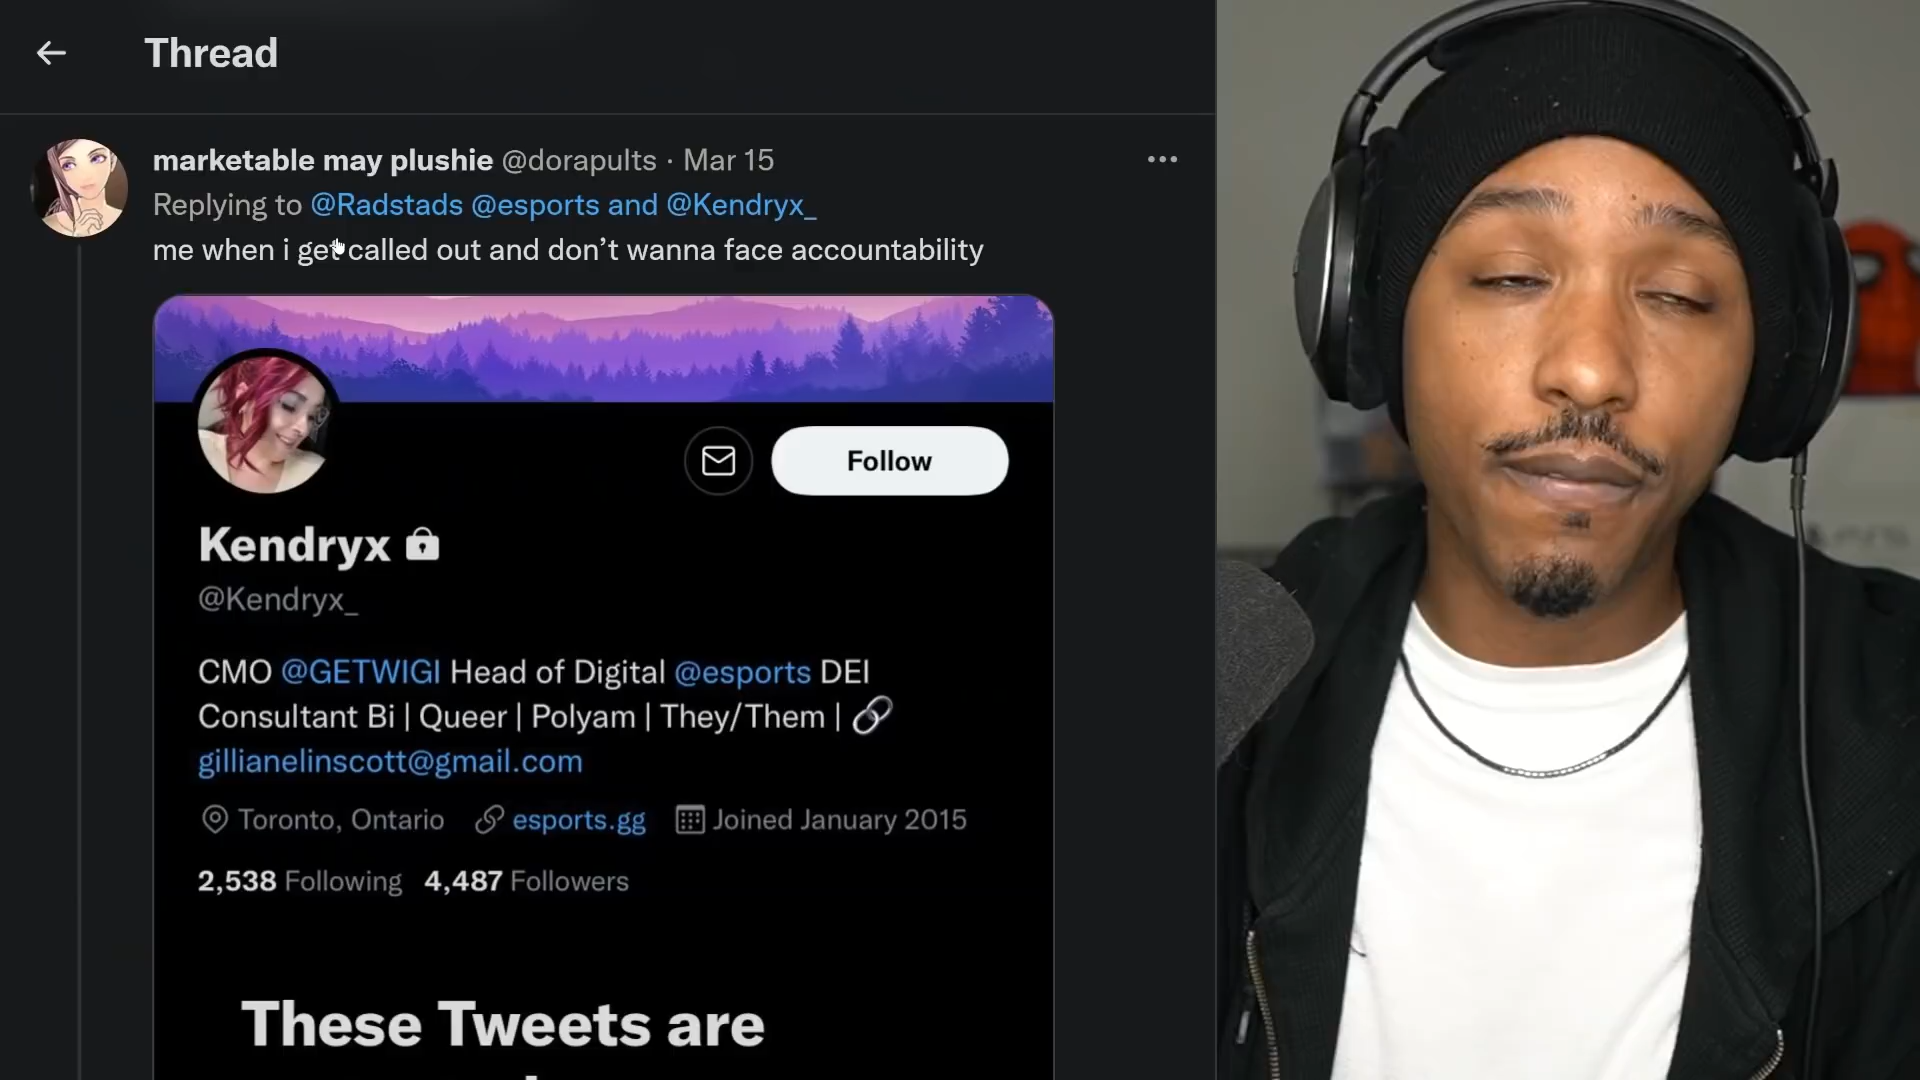 Thread
marketable may plushie @dorapults · Mar 15
Replying to @Radstads @esports and @Kendryx_
me when i get called out and don’t wanna face accountability
Follow
Kendryx
@Kendryx_
CMO @GETWIGI Head of Digital @esports DEI
Consultant Bi | Queer | Polyam | They/Them |
gillianelinscott@gmail.com
Toronto, Ontario esports.gg Joined January 2015
2,538 Following 4,487 Followers
These Tweets are